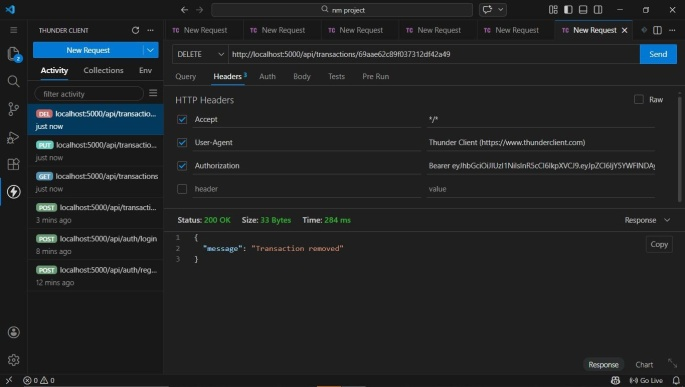 nm project
THUNDER CLIENT
New Request
Activity Collections Env
filter activity
DEL localhost:5000/api/transactio...
just now
PUT localhost:5000/api/transactio...
just now
GET localhost:5000/api/transactions
just now
POST localhost:5000/api/transacti...
3 mins ago
POST localhost:5000/api/auth/login
8 mins ago
POST localhost:5000/api/auth/reg...
12 mins ago
TC New Request TC New Request TC New Request TC New Request TC New Request TC New Request
DELETE http://localhost:5000/api/transactions/69aae62c89f037312df42a49 Send
Query Headers 3 Auth Body Tests Pre Run
HTTP Headers Raw
Accept */*
User-Agent Thunder Client (https://www.thunderclient.com)
Authorization Bearer
header value
Status: 200 OK Size: 33 Bytes Time: 284 ms Response
1 {
2 "message": "Transaction removed"
3 }
Copy
Response Chart
2
0 0 Go Live